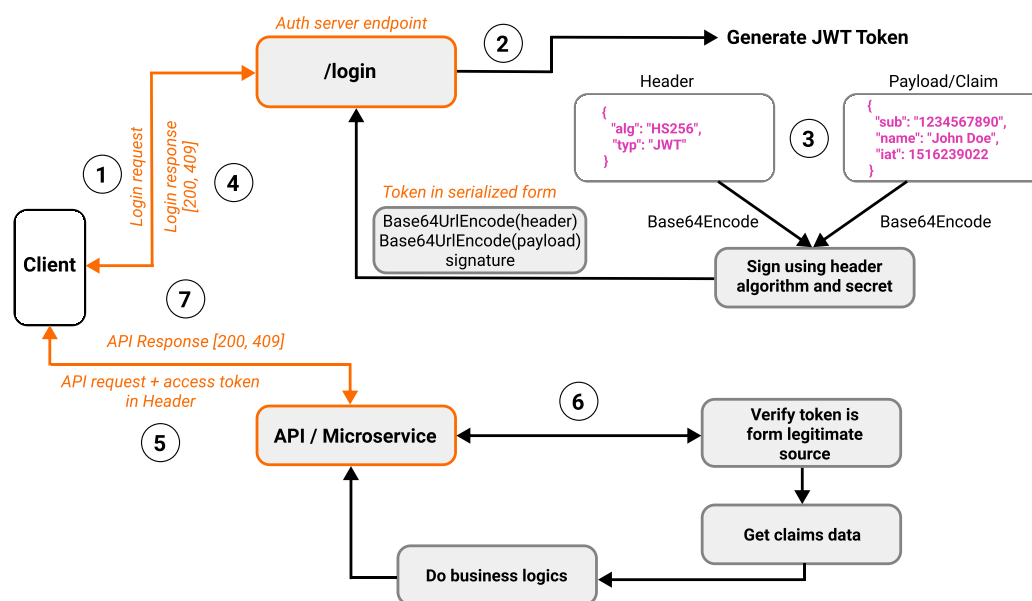 Auth server endpoint
/login
2
Generate JWT Token
Header
{
"alg": "HS256",
"typ": "JWT"
}
3
Payload/Claim
{
"sub": "1234567890",
"name": "John Doe",
"iat": 1516239022
}
1
Login request
Login response
[200, 409]
4
Token in serialized form
Base64UrlEncode(header)
Base64UrlEncode(payload)
signature
Base64Encode
Base64Encode
Sign using header
algorithm and secret
Client
7
API Response [200, 409]
API request + access token
in Header
5
API / Microservice
6
Verify token is
form legitimate
source
Get claims data
Do business logics